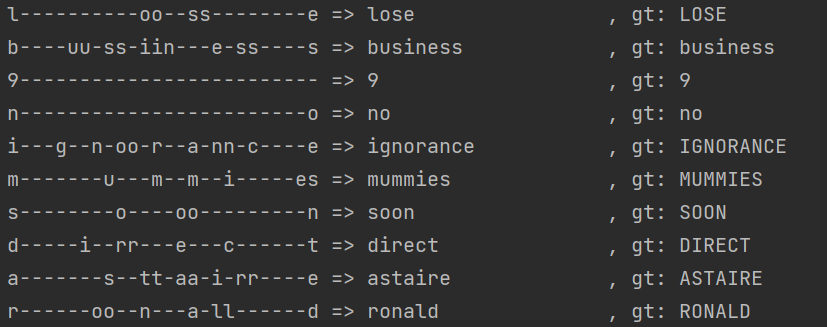 l----------oo--ss--------e => lose , gt: LOSE
b----uu-ss-iin---e-ss----s => business , gt: business
9------------------------- => 9 , gt: 9
n------------------------o => no , gt: no
i---g--n-oo-r--a-nn-c----e => ignorance , gt: IGNORANCE
m-------u---m--m--i-----es => mummies , gt: MUMMIES
s--------o----oo---------n => soon , gt: SOON
d-----i--rr---e---c------t => direct , gt: DIRECT
a-------s--tt-aa-i-rr----e => astaire , gt: ASTAIRE
r------oo--n---a-ll------d => ronald , gt: RONALD